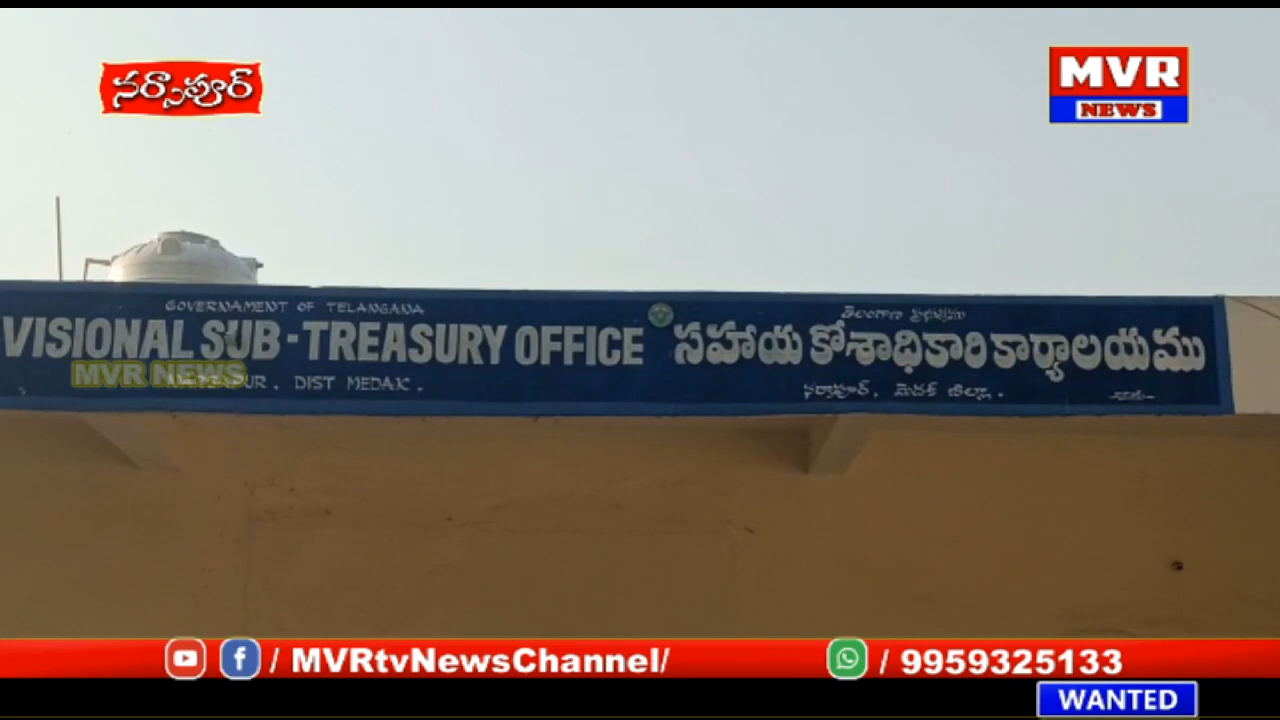 నర్సాపూర్
MVR
NEWS
GOVERNAMENT OF TELANGANA
VISIONAL SUB-TREASURY OFFICE
MVR NEWS
DIST MEDAK.
తెలంగాణ ప్రభుత్వము
సహాయ కోశాధికారి కార్యాలయము
నర్సాపూర్, మెదక్ జిల్లా.
/ MVRtvNewsChannel/
/ 9959325133
WANTED